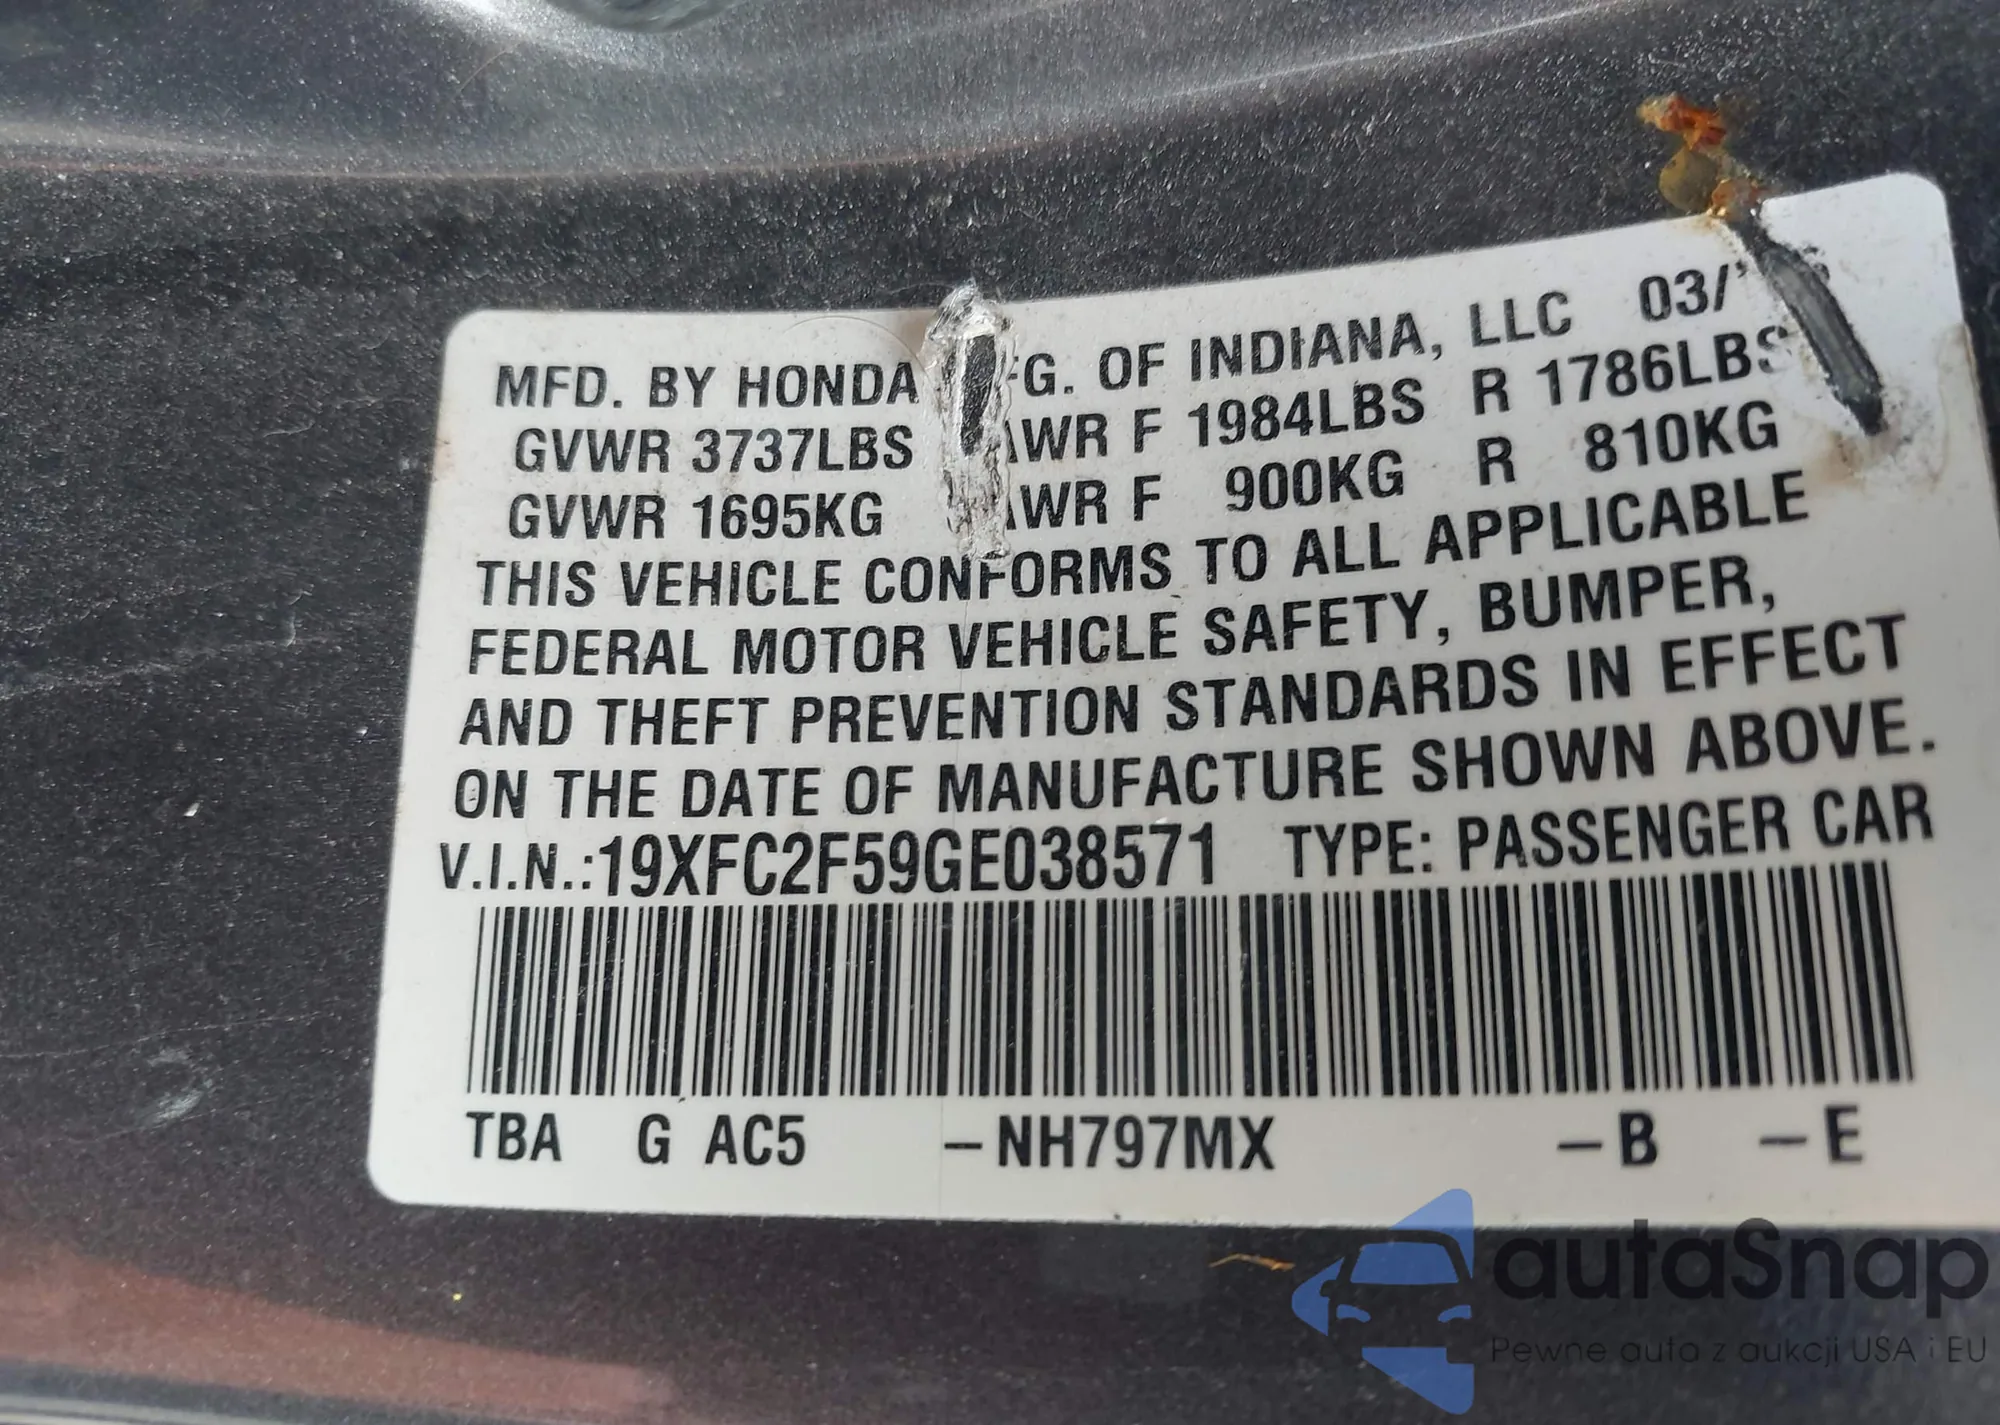 MFD. BY HONDA FG. OF INDIANA, LLC 03/'
GVWR 3737LBS AWR F 1984LBS R 1786LBS
GVWR 1695KG AWR F 900KG R 810KG
THIS VEHICLE CONFORMS TO ALL APPLICABLE
FEDERAL MOTOR VEHICLE SAFETY, BUMPER,
AND THEFT PREVENTION STANDARDS IN EFFECT
ON THE DATE OF MANUFACTURE SHOWN ABOVE.
V.I.N.:19XFC2F59GE038571 TYPE: PASSENGER CAR
TBA G AC5 -NH797MX -B -E
autaSnap
Pewne auta z aukcji USA i EU